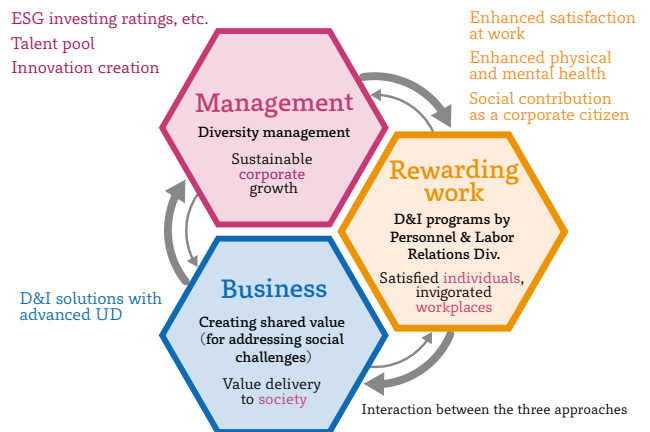 ESG investing ratings, etc.
Talent pool
Innovation creation
Enhanced satisfaction
at work
Enhanced physical
and mental health
Social contribution
as a corporate citizen
Management
Diversity management
Sustainable
corporate
growth
Rewarding
work
D&I programs by
Personnel & Labor
Relations Div.
Satisfied individuals,
invigorated
workplaces
D&I solutions with
advanced UD
Business
Creating shared value
(for addressing social
challenges)
Value delivery
to society
Interaction between the three approaches